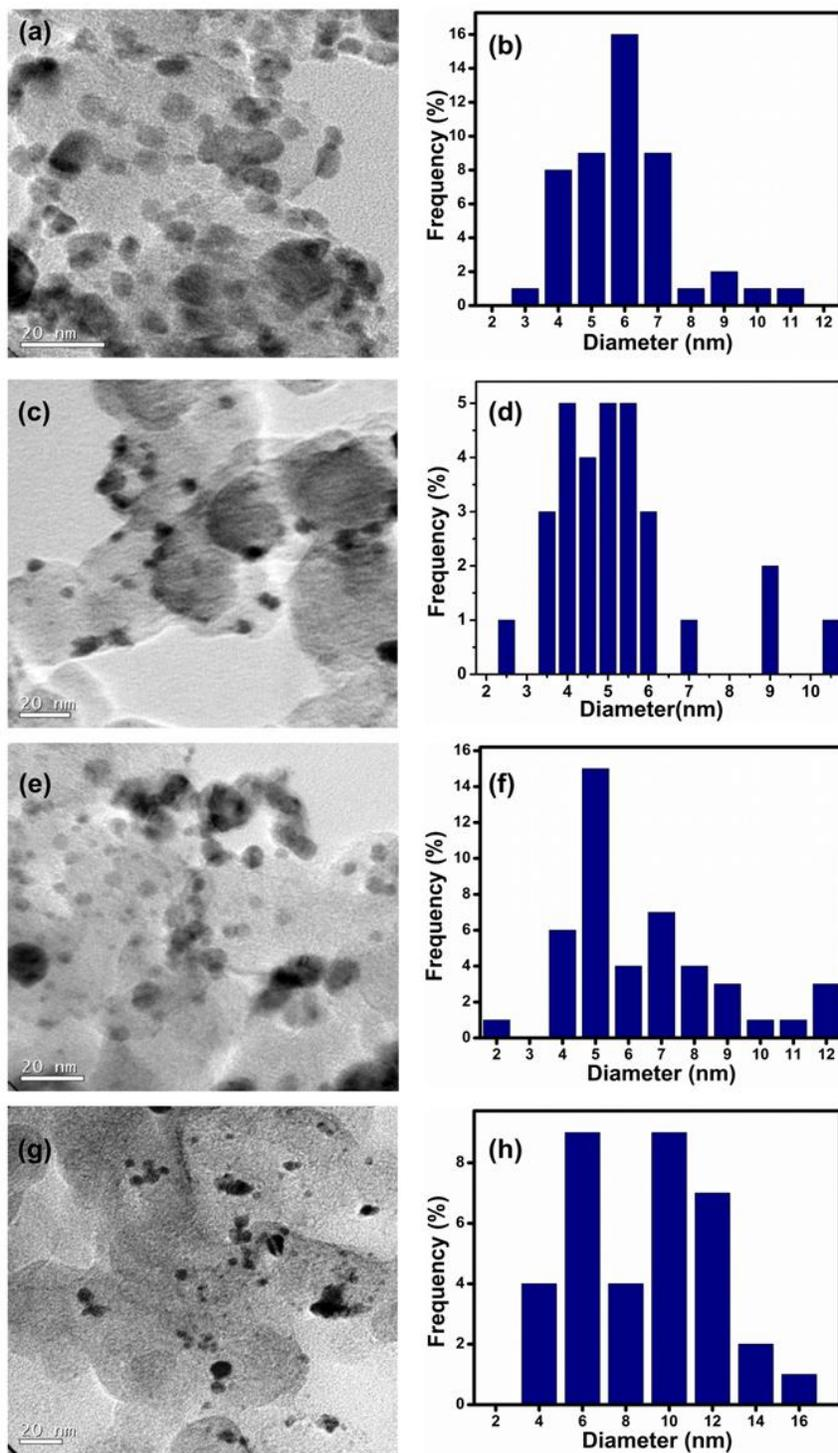 (a)
20 nm
(b)
Frequency (%)
16
14
12
10
8
6
4
2
0
2 3 4 5 6 7 8 9 10 11 12
Diameter (nm)
(c)
20 nm
(d)
Frequency (%)
5
4
3
2
1
0
2 3 4 5 6 7 8 9 10
Diameter(nm)
(e)
20 nm
(f)
Frequency (%)
16
14
12
10
8
6
4
2
0
2 3 4 5 6 7 8 9 10 11 12
Diameter (nm)
(g)
20 nm
(h)
Frequency (%)
8
6
4
2
0
2 4 6 8 10 12 14 16
Diameter (nm)